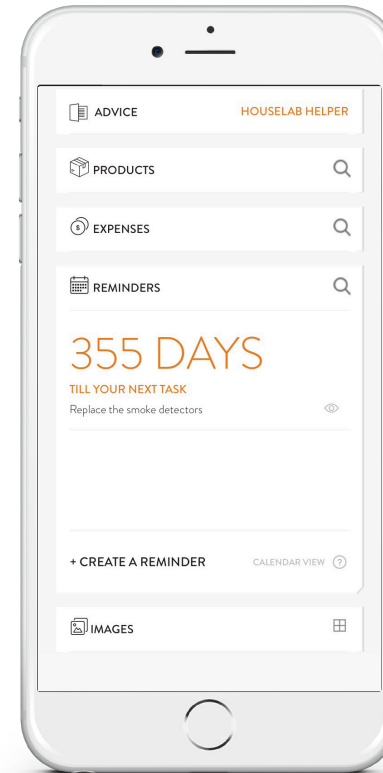 ADVICE HOUSELAB HELPER
PRODUCTS
$ EXPENSES
REMINDERS
355 DAYS
TILL YOUR NEXT TASK
Replace the smoke detectors
+ CREATE A REMINDER CALENDAR VIEW ?
IMAGES